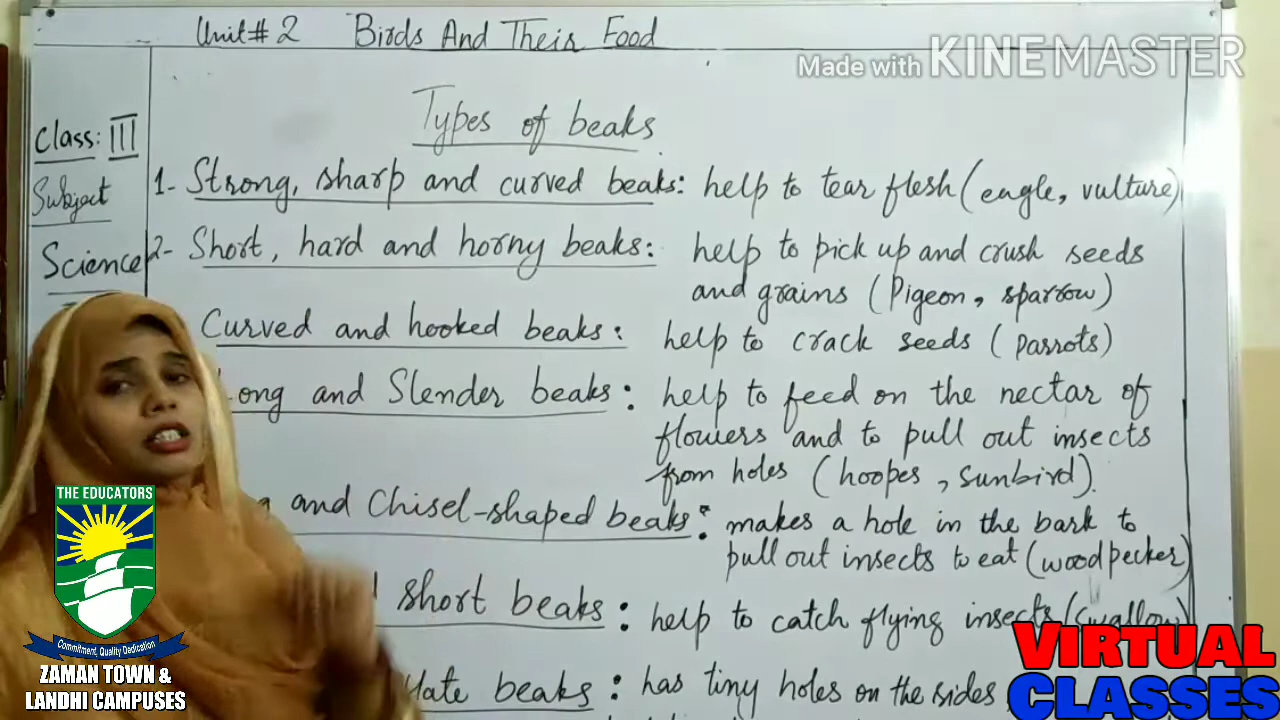 Unit# 2 Birds And Their Food
Made with KINEMASTER
Types of beaks
Class: III
Subject
Science
1- Strong, sharp and curved beaks: help to tear flesh (eagle, vulture)
2- Short, hard and horny beaks: help to pick up and crush seeds
and grains (Pigeon, sparrow)
Curved and hooked beaks: help to crack seeds (parrots)
Long and Slender beaks: help to feed on the nectar of
flowers and to pull out insects
from holes (hoopes, sunbird).
and Chisel-shaped beaks: makes a hole in the bark to
pull out insects to eat (woodpecker)
short beaks: help to catch flying insects (swallow)
beaks: has tiny holes on the sides
THE EDUCATORS
Commitment, Quality, Dedication
ZAMAN TOWN &
LANDHI CAMPUSES
VIRTUAL
CLASSES